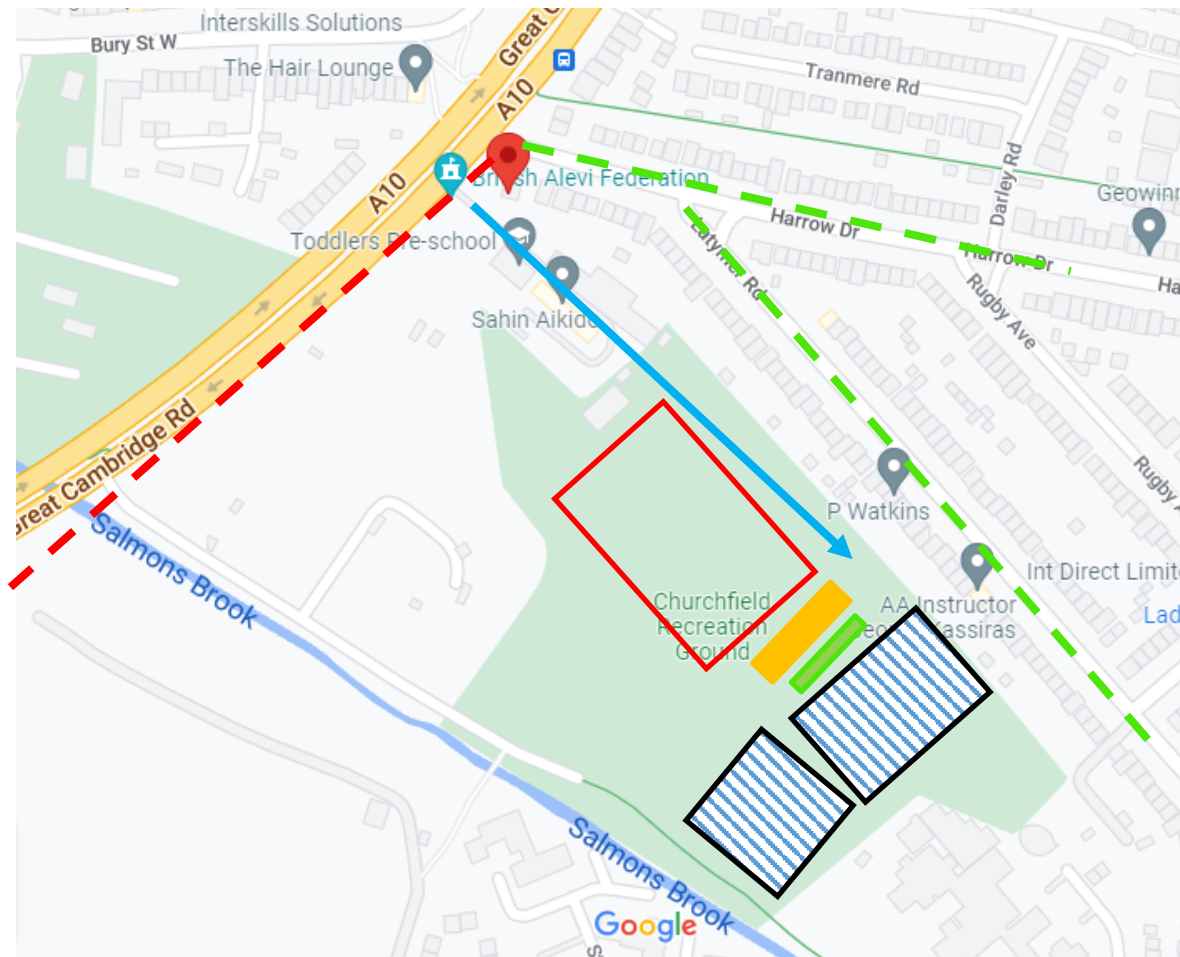 Interskills Solutions
Bury St W
The Hair Lounge
Great C
A10
Tranmere Rd
A10
British Alevi Federation
Darley Rd
Geowinn
Toddlers Pre-school
Harrow Dr
Latymer Rd
Harrow Dr
Ha
Sahin Aikido
Rugby Ave
Great Cambridge Rd
Rugby A
P Watkins
Salmons Brook
Int Direct Limite
Churchfield
Recreation
Ground
AA Instructor
Kassiras
Lad
Salmons Brook
Google